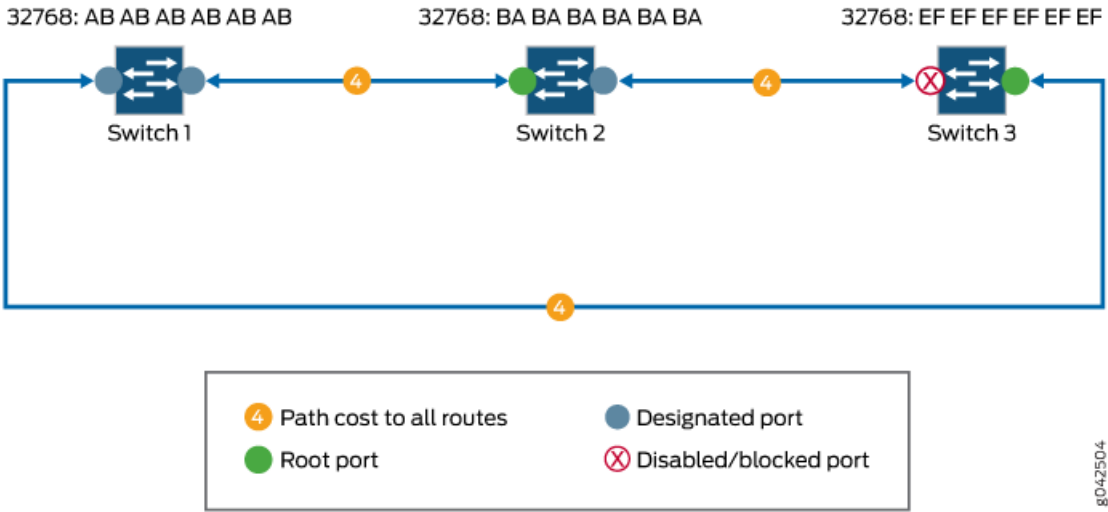 32768: AB AB AB AB AB AB
32768: BA BA BA BA BA BA
32768: EF EF EF EF EF EF
4
4
Switch 1
Switch 2
Switch 3
4
4 Path cost to all routes
Designated port
Root port
X Disabled/blocked port
g042504